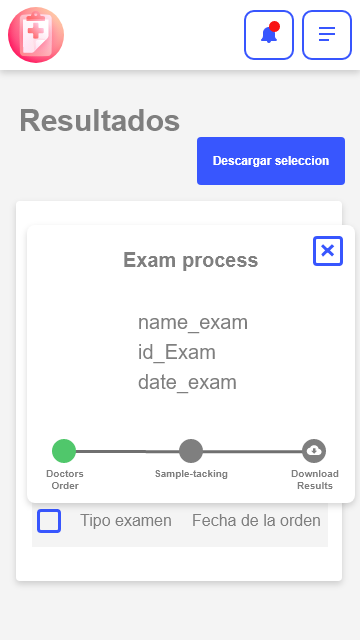 Resultados
Descargar seleccion
Exam process
name_exam
id_Exam
date_exam
Doctors
Order
Sample-tacking
Download
Results
Tipo examen
Fecha de la orden